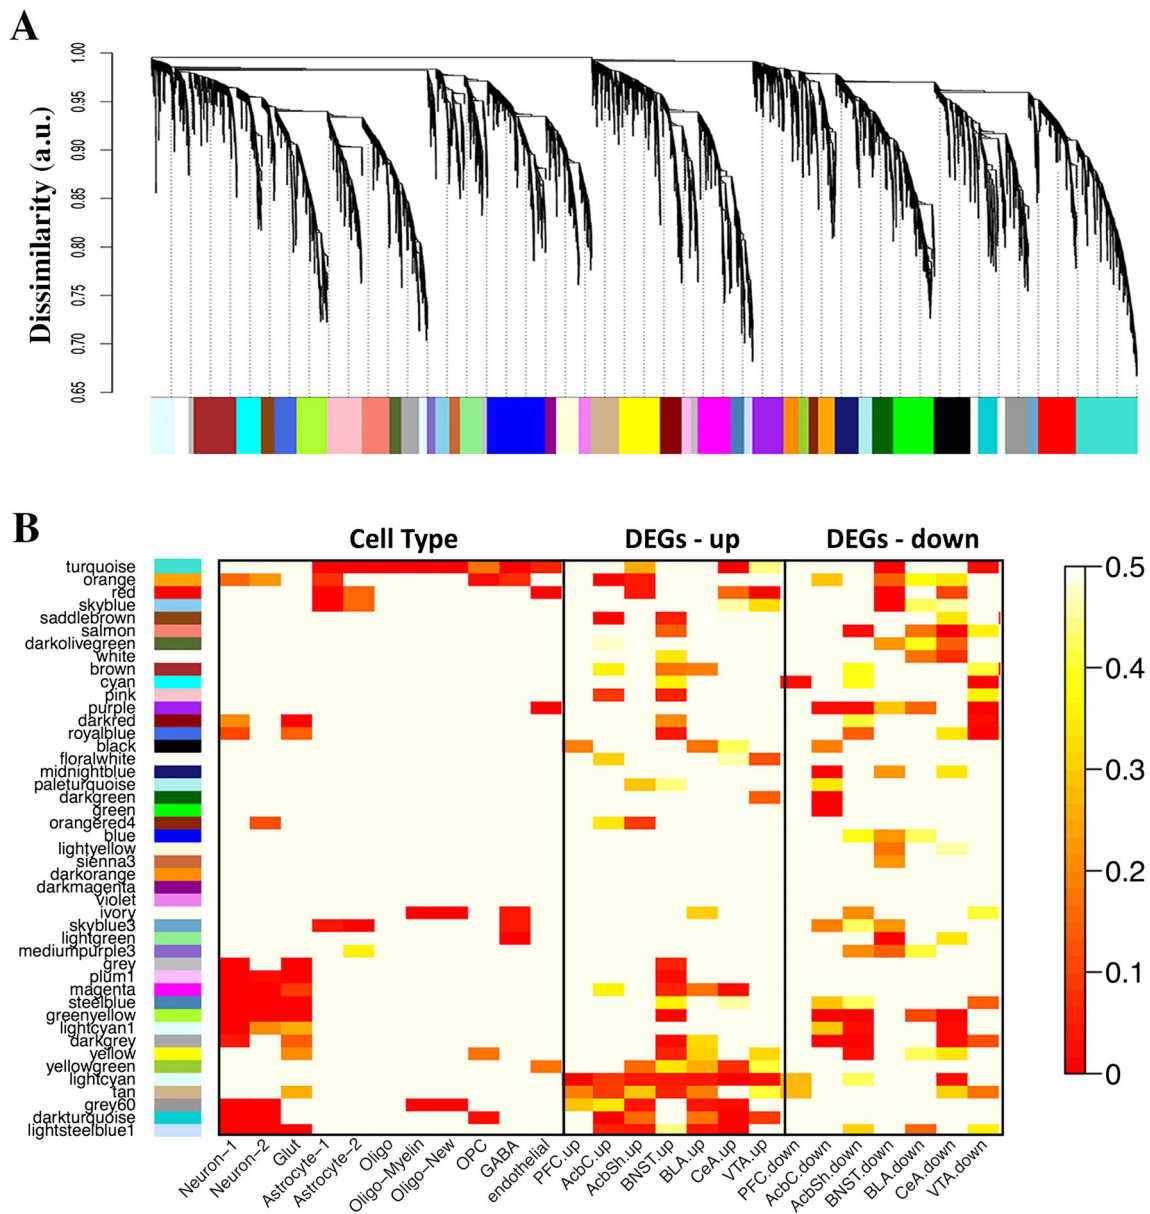 A
Dissimilarity (a.u.)
1.00
0.95
0.90
0.85
0.80
0.75
0.70
0.65
B
Cell Type
DEGs - up
DEGs - down
turquoise
orange
red
skyblue
saddlebrown
salmon
darkolivegreen
white
brown
cyan
pink
purple
darkred
royalblue
black
floralwhite
midnightblue
paleturquoise
darkgreen
green
orangered4
blue
lightyellow
sienna3
darkorange
darkmagenta
violet
ivory
skyblue3
lightgreen
mediumpurple3
grey
plum1
magenta
steelblue
greenyellow
lightcyan1
darkgrey
yellow
yellowgreen
lightcyan
tan
grey60
darkturquoise
lightsteelblue1
0.5
0.4
0.3
0.2
0.1
0
Neuron-1
Neuron-2
Glut
Astrocyte-1
Astrocyte-2
Oligo
Oligo-Myelin
Oligo-New
OPC
GABA
endothelial
PFC.up
AcbC.up
AcbSh.up
BNST.up
BLA.up
CeA.up
VTA.up
PFC.down
AcbC.down
AcbSh.down
BNST.down
BLA.down
CeA.down
VTA.down